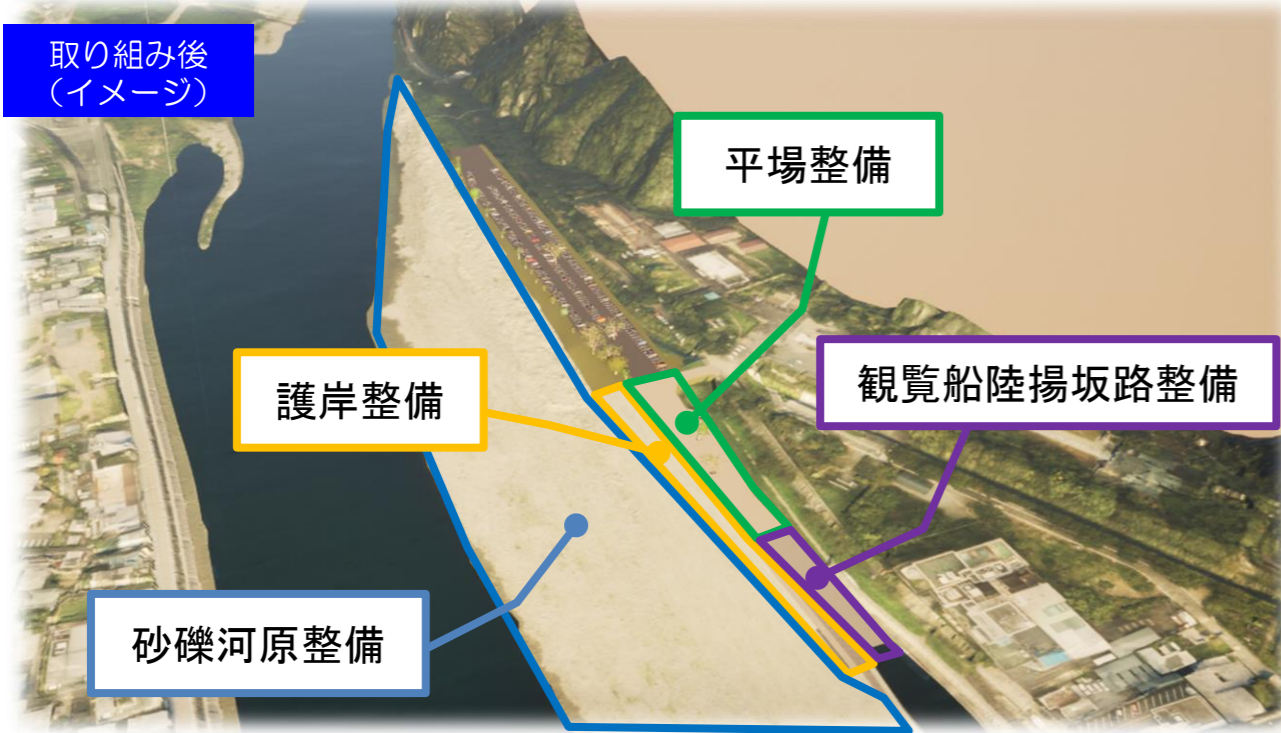 取り組み後
（イメージ）
平場整備
観覧船陸揚坂路整備
護岸整備
砂礫河原整備